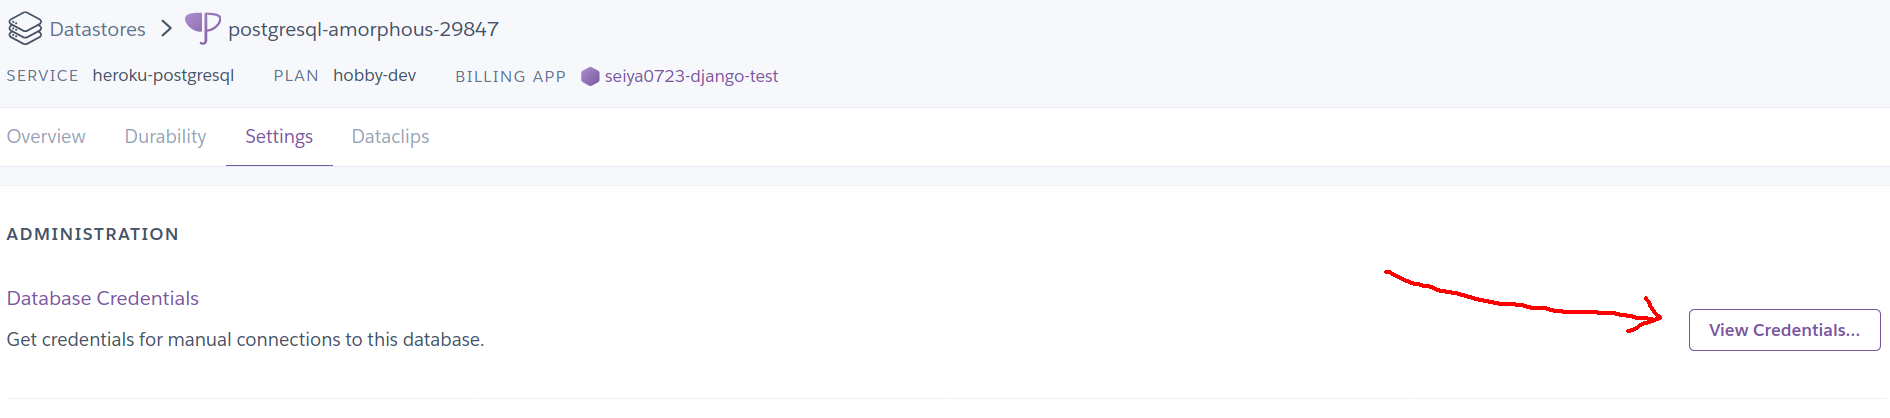 Datastores > postgresql-amorphous-29847
SERVICE heroku-postgresql PLAN hobby-dev BILLING APP seiya0723-django-test
Overview Durability Settings Dataclips
ADMINISTRATION
Database Credentials
Get credentials for manual connections to this database.
View Credentials...